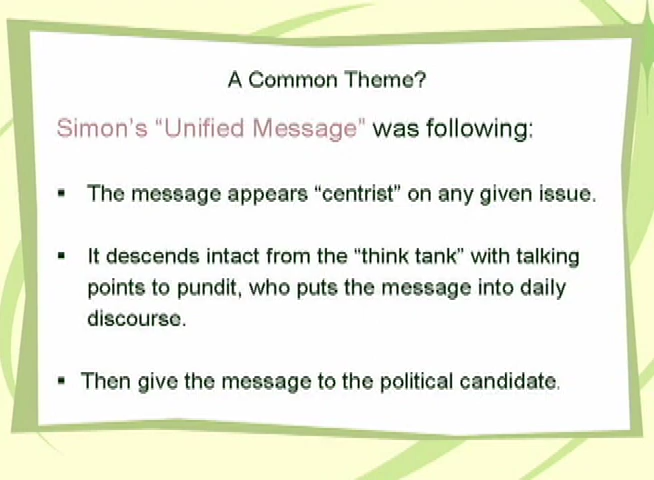 A Common Theme?
Simon's “Unified Message” was following:
▪ The message appears “centrist” on any given issue.
▪ It descends intact from the “think tank” with talking
points to pundit, who puts the message into daily
discourse.
▪ Then give the message to the political candidate.